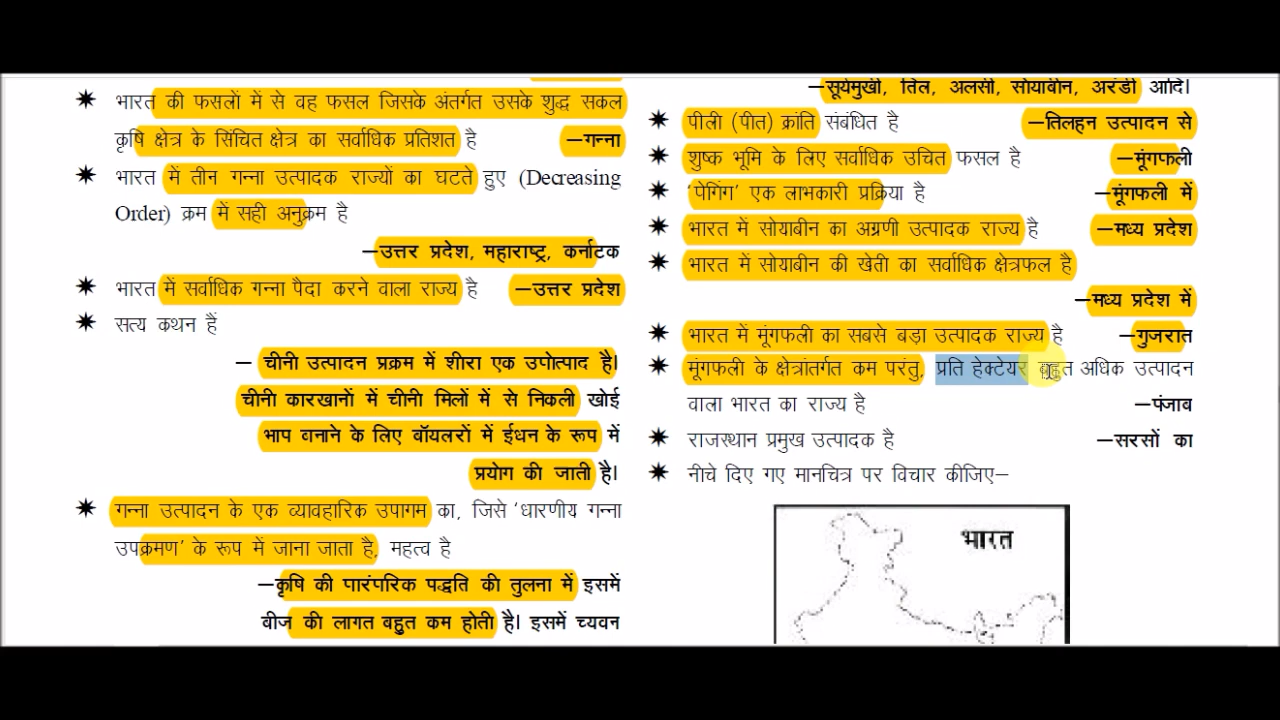 भारत की फसलों में से वह फसल जिसके अंतर्गत उसके शुद्ध सकल
कृषि क्षेत्र के सिंचित क्षेत्र का सर्वाधिक प्रतिशत है –गन्ना
भारत में तीन गन्ना उत्पादक राज्यों का घटते हुए (Decreasing
Order) क्रम में सही अनुक्रम है
–उत्तर प्रदेश, महाराष्ट्र, कर्नाटक
भारत में सर्वाधिक गन्ना पैदा करने वाला राज्य है –उत्तर प्रदेश
सत्य कथन हैं
– चीनी उत्पादन प्रक्रम में शीरा एक उपोत्पाद है।
चीनी कारखानों में चीनी मिलों में से निकली खोई
भाप बनाने के लिए बॉयलरों में ईंधन के रूप में
प्रयोग की जाती है।
गन्ना उत्पादन के एक व्यावहारिक उपागम का, जिसे 'धारणीय गन्ना
उपक्रमण' के रूप में जाना जाता है, महत्व है
–कृषि की पारंपरिक पद्धति की तुलना में इसमें
बीज की लागत बहुत कम होती है। इसमें च्यवन
–सूर्यमुखी, तिल, अलसी, सोयाबीन, अरंडी आदि।
पीली (पीत) क्रांति संबंधित है –तिलहन उत्पादन से
शुष्क भूमि के लिए सर्वाधिक उचित फसल है –मूंगफली
'पेगिंग' एक लाभकारी प्रक्रिया है –मूंगफली में
भारत में सोयाबीन का अग्रणी उत्पादक राज्य है –मध्य प्रदेश
भारत में सोयाबीन की खेती का सर्वाधिक क्षेत्रफल है
–मध्य प्रदेश में
भारत में मूंगफली का सबसे बड़ा उत्पादक राज्य है –गुजरात
मूंगफली के क्षेत्रांतर्गत कम परंतु, प्रति हेक्टेयर बहुत अधिक उत्पादन
वाला भारत का राज्य है –पंजाब
राजस्थान प्रमुख उत्पादक है –सरसों का
नीचे दिए गए मानचित्र पर विचार कीजिए–
भारत